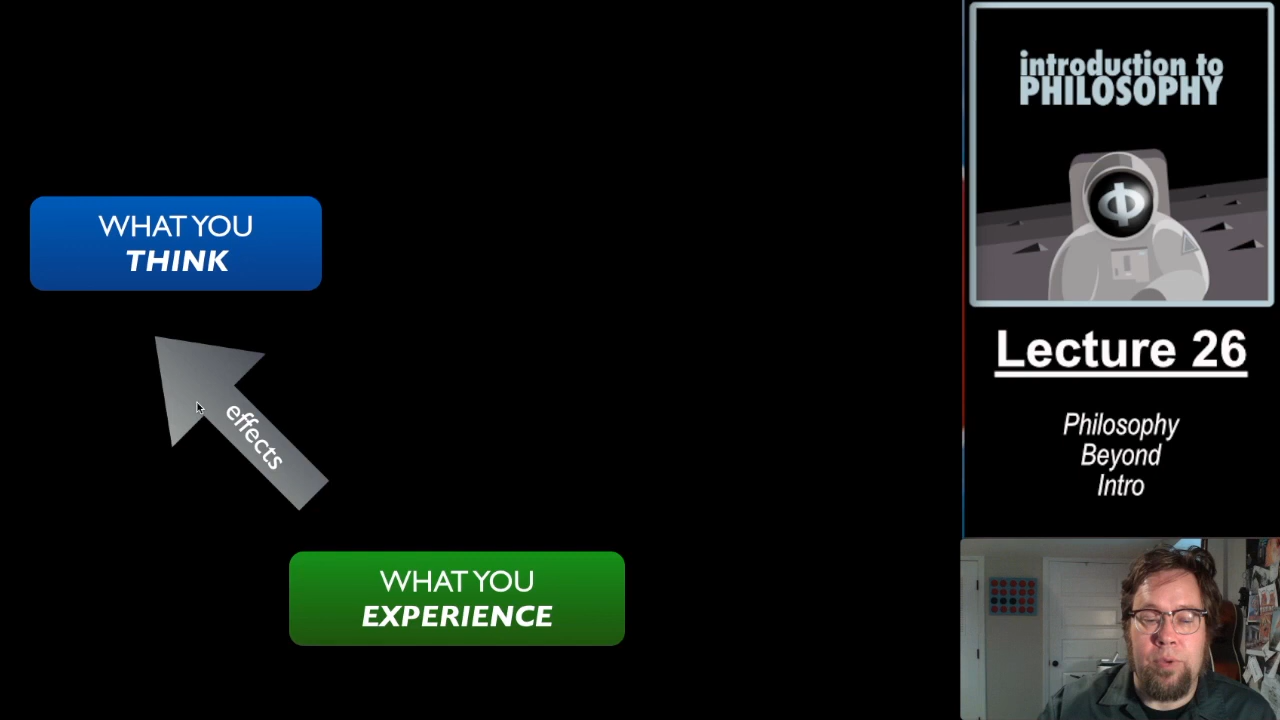 WHAT YOU
THINK
effects
WHAT YOU
EXPERIENCE
introduction to
PHILOSOPHY
Φ
Lecture 26
Philosophy
Beyond
Intro